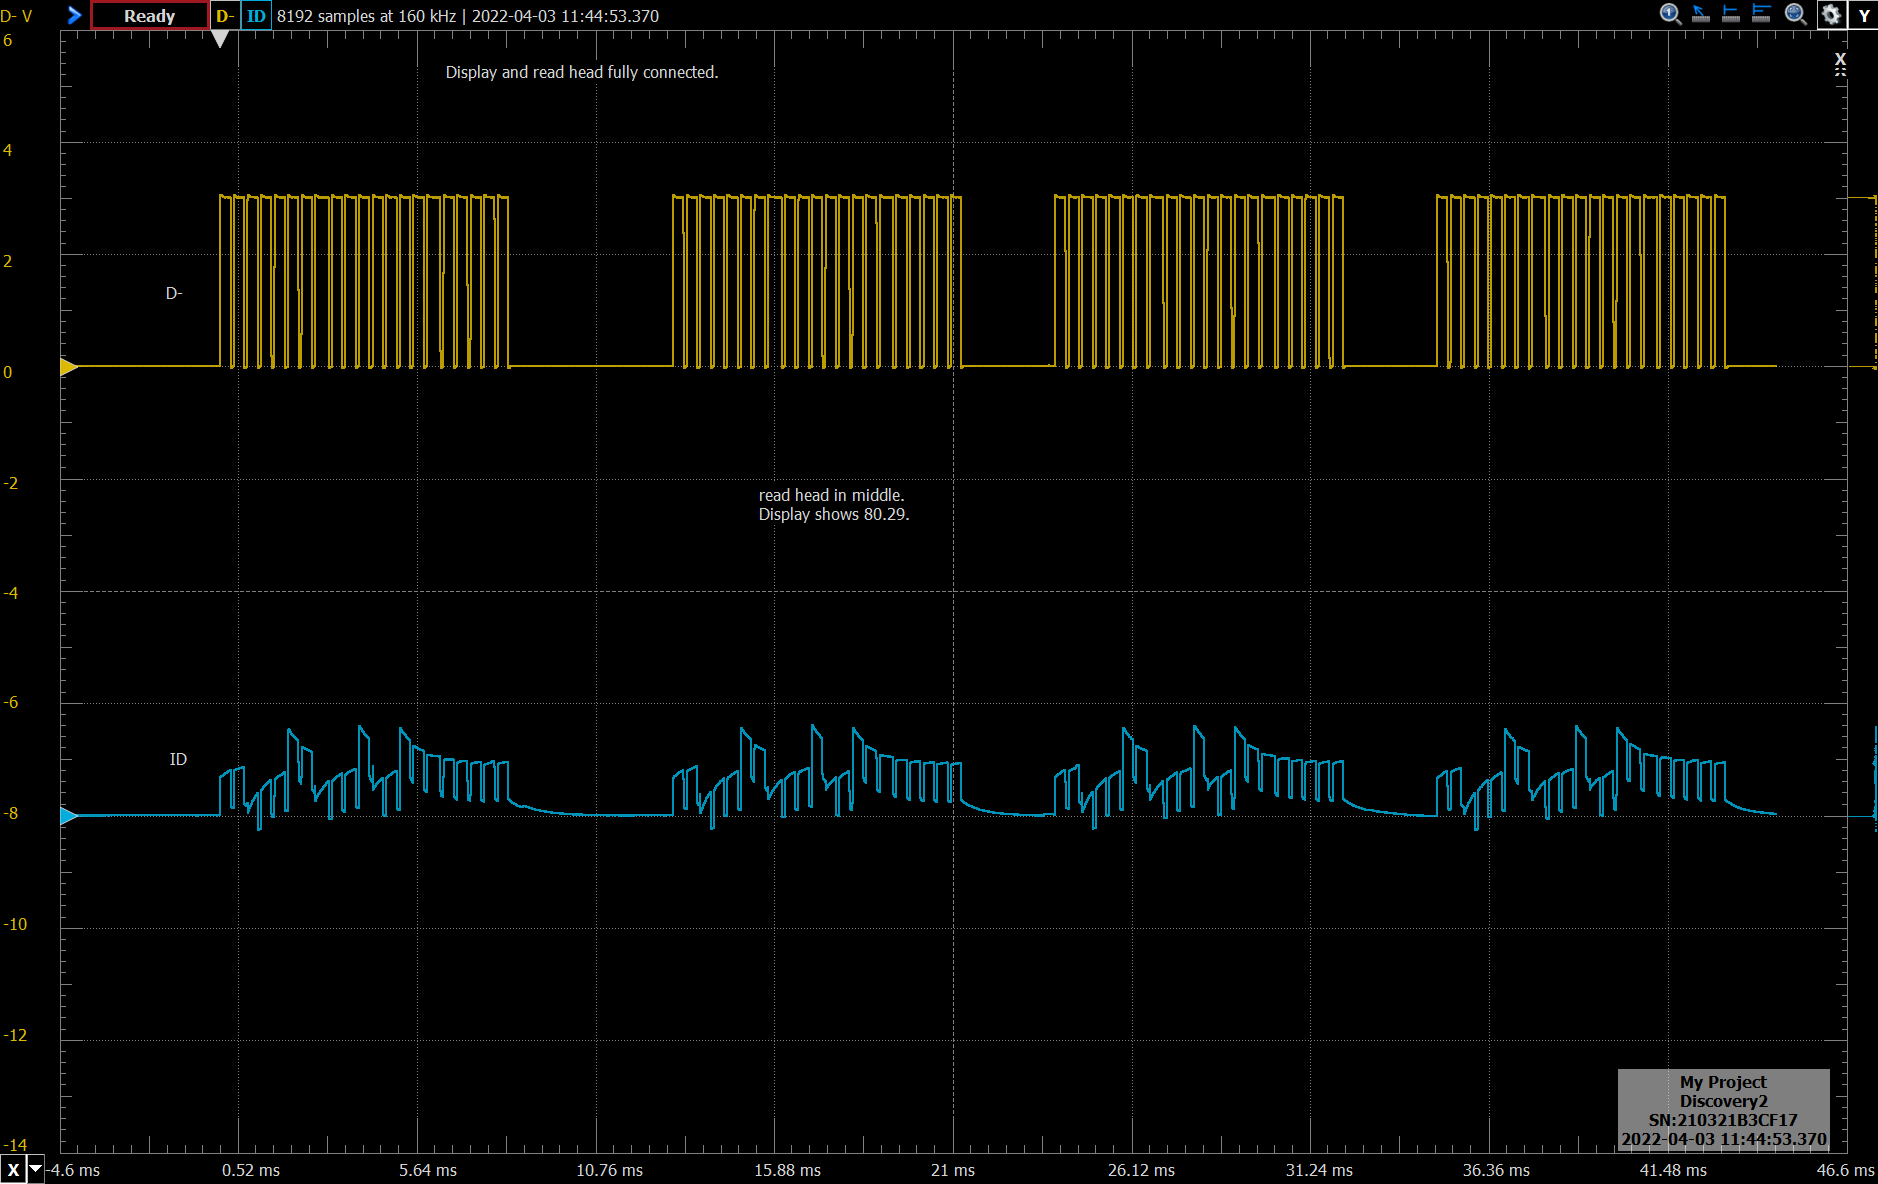 D- V
Ready
D-
ID
8192 samples at 160 kHz | 2022-04-03 11:44:53.370
Y
X
6
4
2
0
-2
-4
-6
-8
-10
-12
-14
Display and read head fully connected.
D-
read head in middle.
Display shows 80.29.
ID
My Project
Discovery2
SN:210321B3CF17
2022-04-03 11:44:53.370
X
-4.6 ms
0.52 ms
5.64 ms
10.76 ms
15.88 ms
21 ms
26.12 ms
31.24 ms
36.36 ms
41.48 ms
46.6 ms